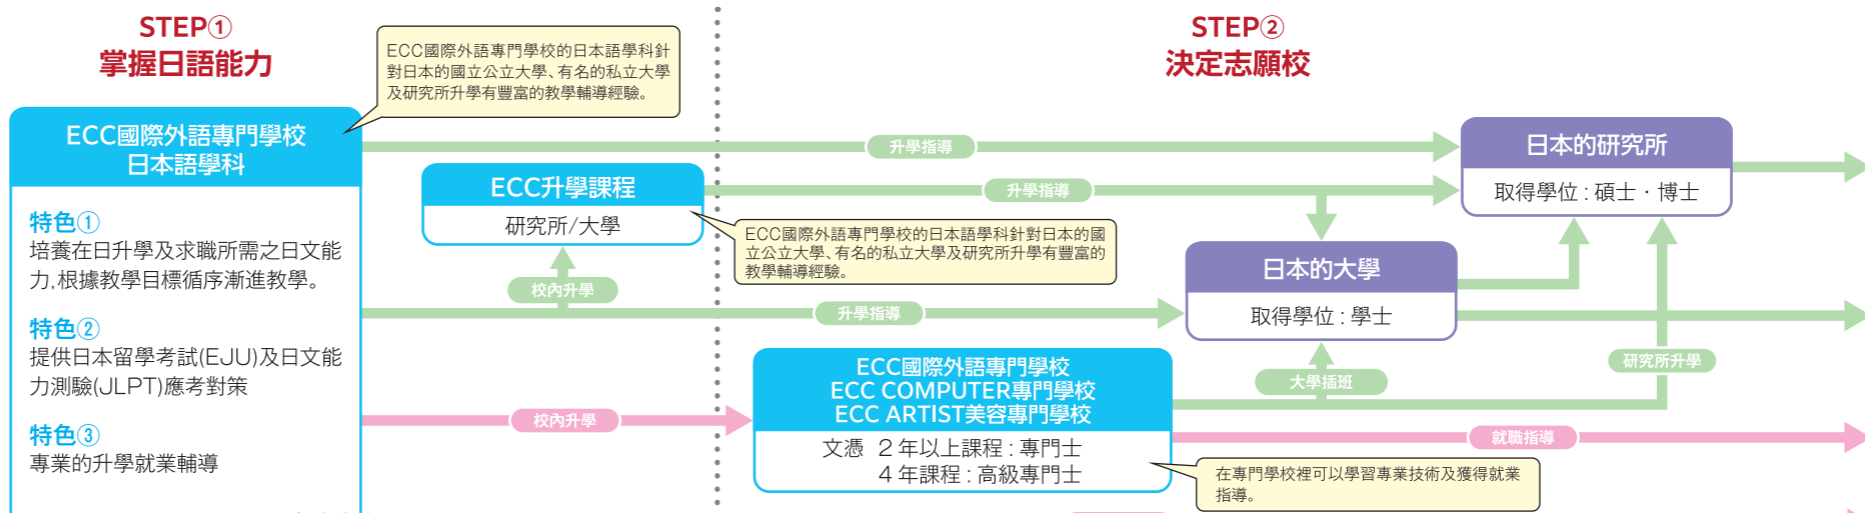 STEP①
掌握日語能力
ECC國際外語專門學校的日本語學科針
對日本的國立公立大學、有名的私立大學
及研究所升學有豐富的教學輔導經驗。
ECC國際外語專門學校
日本語學科
特色①
培養在日升學及求職所需之日文能
力,根據教學目標循序漸進教學。
特色②
提供日本留學考試(EJU)及日文能
力測驗(JLPT)應考對策
特色③
專業的升學就業輔導
ECC升學課程
研究所/大學
校內升學
校內升學
STEP②
決定志願校
升學指導
升學指導
ECC國際外語專門學校的日本語學科針對日本的國
立公立大學、有名的私立大學及研究所升學有豐富的
教學輔導經驗。
升學指導
日本的研究所
取得學位：碩士・博士
日本的大學
取得學位：學士
ECC國際外語專門學校
ECC COMPUTER專門學校
ECC ARTIST美容專門學校
文憑 2年以上課程：專門士
4年課程：高級專門士
大學插班
研究所升學
就職指導
在專門學校裡可以學習專業技術及獲得就業
指導。